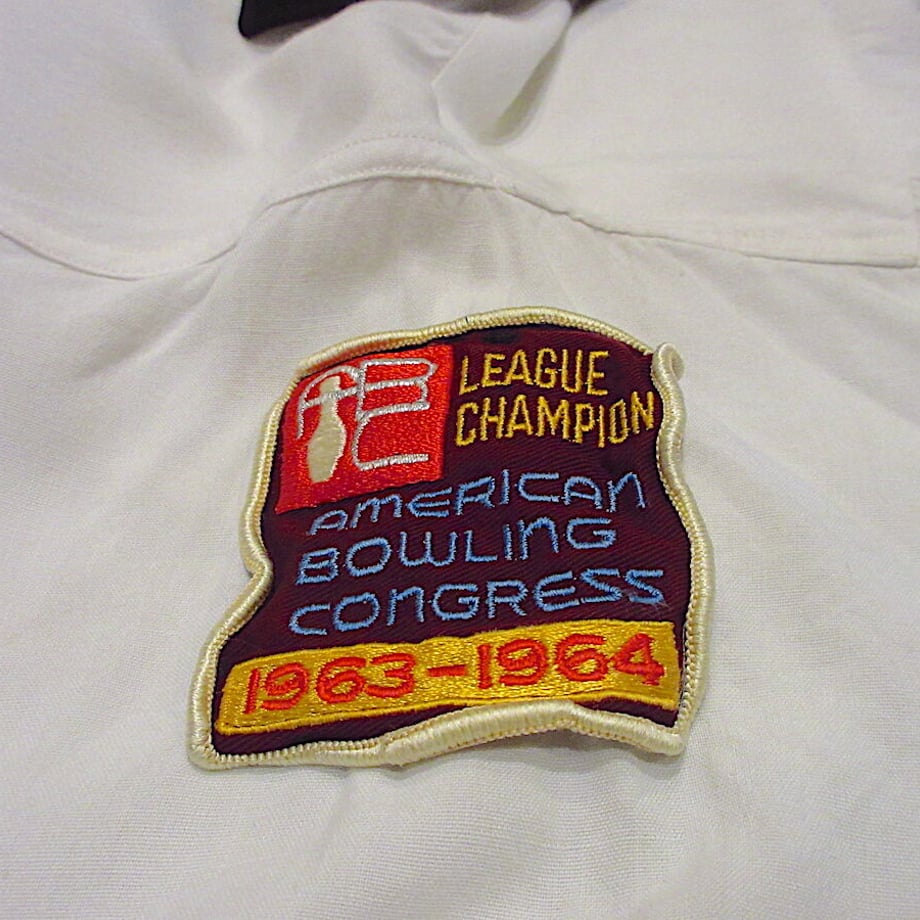 ABC
LEAGUE
CHAMPION
AMERICAN
BOWLING
CONGRESS
1963-1964